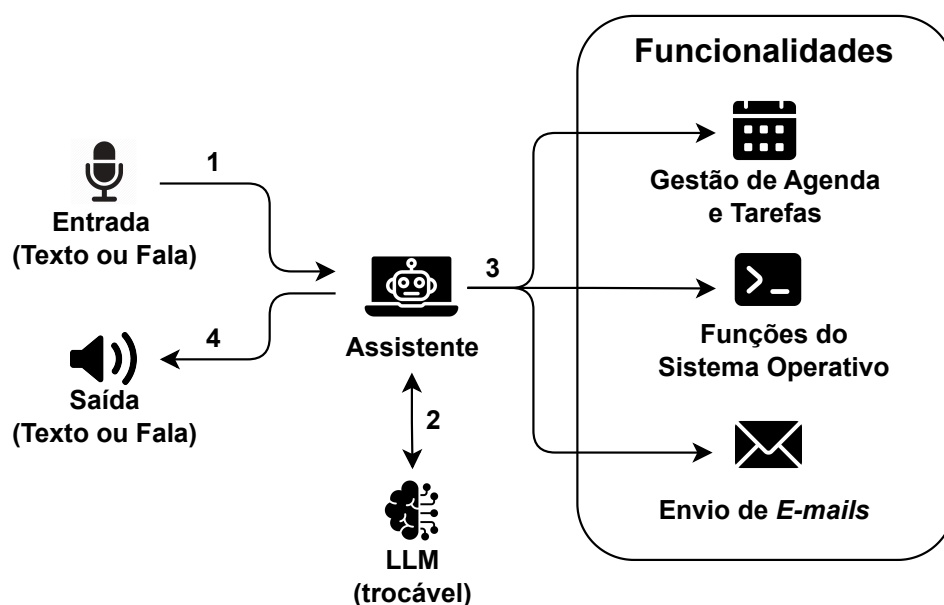 Funcionalidades
1
Entrada
(Texto ou Fala)
4
Saída
(Texto ou Fala)
Assistente
2
LLM
(trocável)
3
Gestão de Agenda
e Tarefas
Funções do
Sistema Operativo
Envio de E-mails